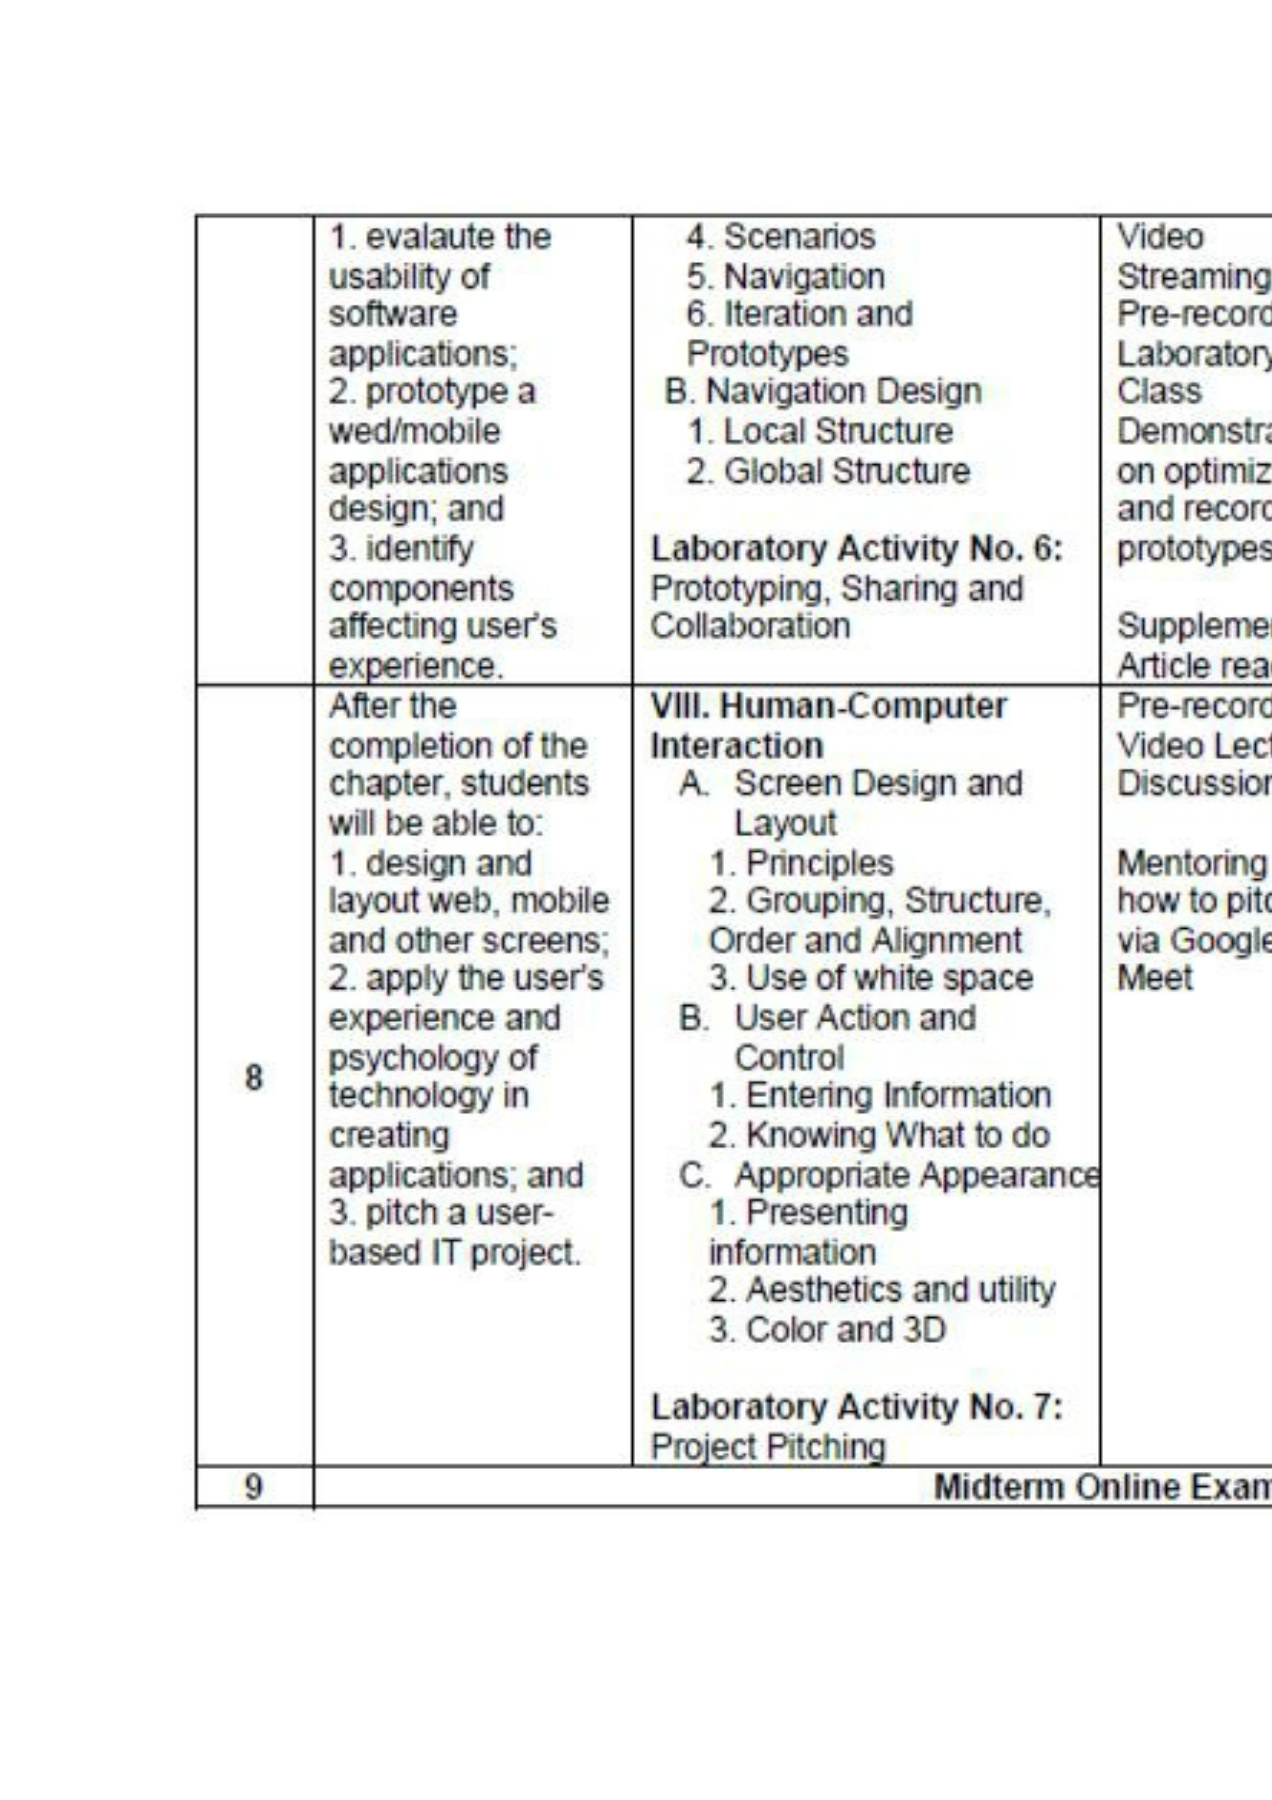 1. evalaute the
usability of
software
applications;
2. prototype a
wed/mobile
applications
design; and
3. identify
components
affecting user's
experience.
4. Scenarios
5. Navigation
6. Iteration and
Prototypes
B. Navigation Design
1. Local Structure
2. Global Structure
Laboratory Activity No. 6:
Prototyping, Sharing and
Collaboration
Video
Streaming
Pre-record
Laboratory
Class
Demonstra
on optimiz
and record
prototypes
Supplemen
Article rea
8
After the
completion of the
chapter, students
will be able to:
1. design and
layout web, mobile
and other screens;
2. apply the user's
experience and
psychology of
technology in
creating
applications; and
3. pitch a user-
based IT project.
VIII. Human-Computer
Interaction
A. Screen Design and
Layout
1. Principles
2. Grouping, Structure,
Order and Alignment
3. Use of white space
B. User Action and
Control
1. Entering Information
2. Knowing What to do
C. Appropriate Appearance
1. Presenting
information
2. Aesthetics and utility
3. Color and 3D
Laboratory Activity No. 7:
Project Pitching
Pre-record
Video Lect
Discussion
Mentoring
how to pitc
via Google
Meet
9
Midterm Online Exam